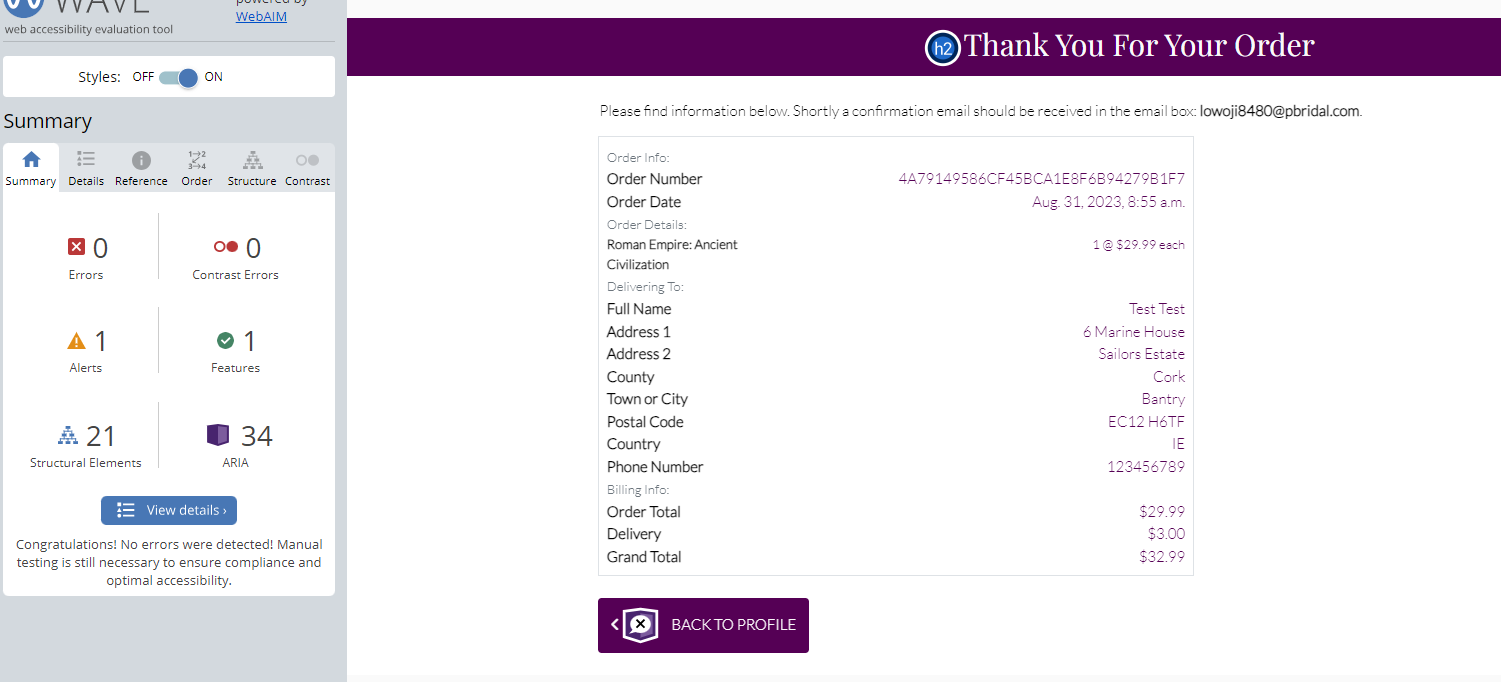 WAVE
powered by
WebAIM
web accessibility evaluation tool
Styles: OFF ON
Summary
Summary Details Reference Order Structure Contrast
1 2
3 4
0 0
Errors Contrast Errors
1 1
Alerts Features
21 34
Structural Elements ARIA
View details ›
Congratulations! No errors were detected! Manual
testing is still necessary to ensure compliance and
optimal accessibility.
h2 Thank You For Your Order
Please find information below. Shortly a confirmation email should be received in the email box: lowoji8480@pbridal.com.
Order Info:
Order Number 4A79149586CF45BCA1E8F6B94279B1F7
Order Date Aug. 31, 2023, 8:55 a.m.
Order Details:
Roman Empire: Ancient 1 @ $29.99 each
Civilization
Delivering To:
Full Name Test Test
Address 1 6 Marine House
Address 2 Sailors Estate
County Cork
Town or City Bantry
Postal Code EC12 H6TF
Country IE
Phone Number 123456789
Billing Info:
Order Total $29.99
Delivery $3.00
Grand Total $32.99
BACK TO PROFILE